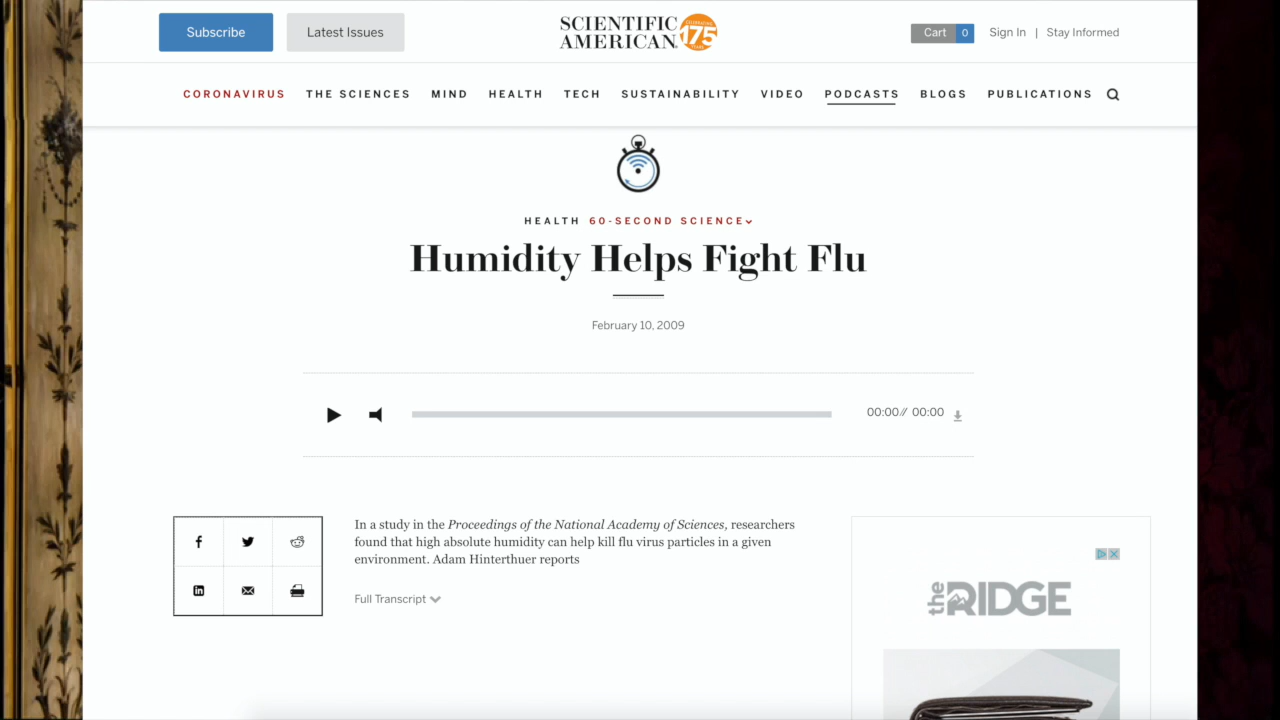 Subscribe
Latest Issues
SCIENTIFIC
AMERICAN
CELEBRATING
175
YEARS
Cart 0
Sign In | Stay Informed
CORONAVIRUS THE SCIENCES MIND HEALTH TECH SUSTAINABILITY VIDEO PODCASTS BLOGS PUBLICATIONS
HEALTH 60-SECOND SCIENCE
Humidity Helps Fight Flu
February 10, 2009
00:00// 00:00
In a study in the Proceedings of the National Academy of Sciences, researchers
found that high absolute humidity can help kill flu virus particles in a given
environment. Adam Hinterthuer reports
Full Transcript
the RIDGE